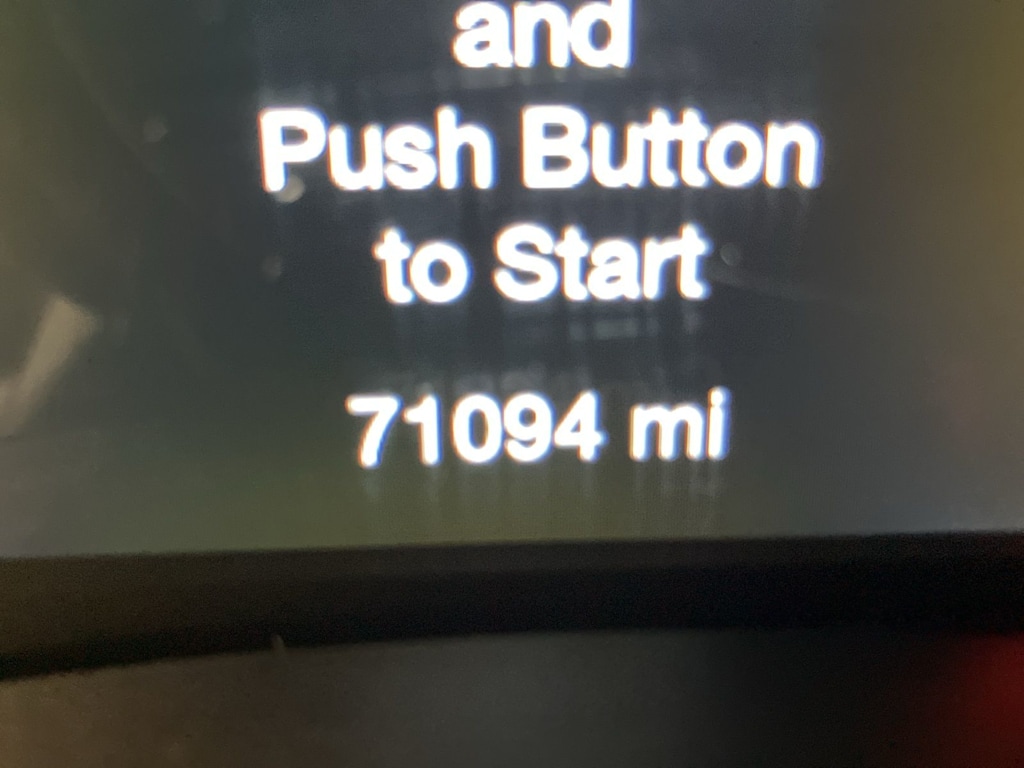 and
Push Button
to Start
71094 mi